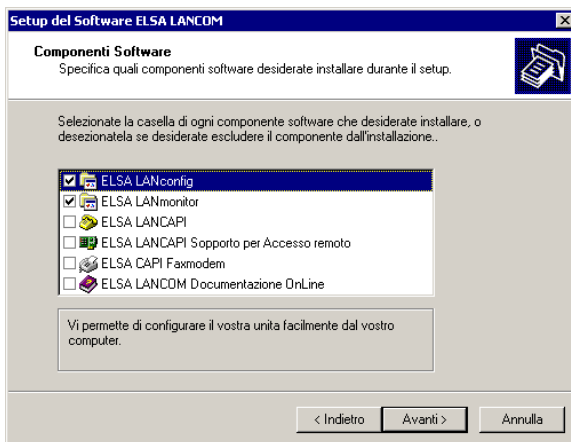 Setup del Software ELSA LANCOM
Componenti Software
Specifica quali componenti software desiderate installare durante il setup.
Selezionate la casella di ogni componente software che desiderate installare, o
desezionatela se desiderate escludere il componente dall'installazione..
ELSA LANconfig
ELSA LANmonitor
ELSA LANCAPI
ELSA LANCAPI Sopporto per Accesso remoto
ELSA CAPI Faxmodem
ELSA LANCOM Documentazione OnLine
Vi permette di configurare il vostra unita facilmente dal vostro
computer.
< Indietro
Avanti >
Annulla